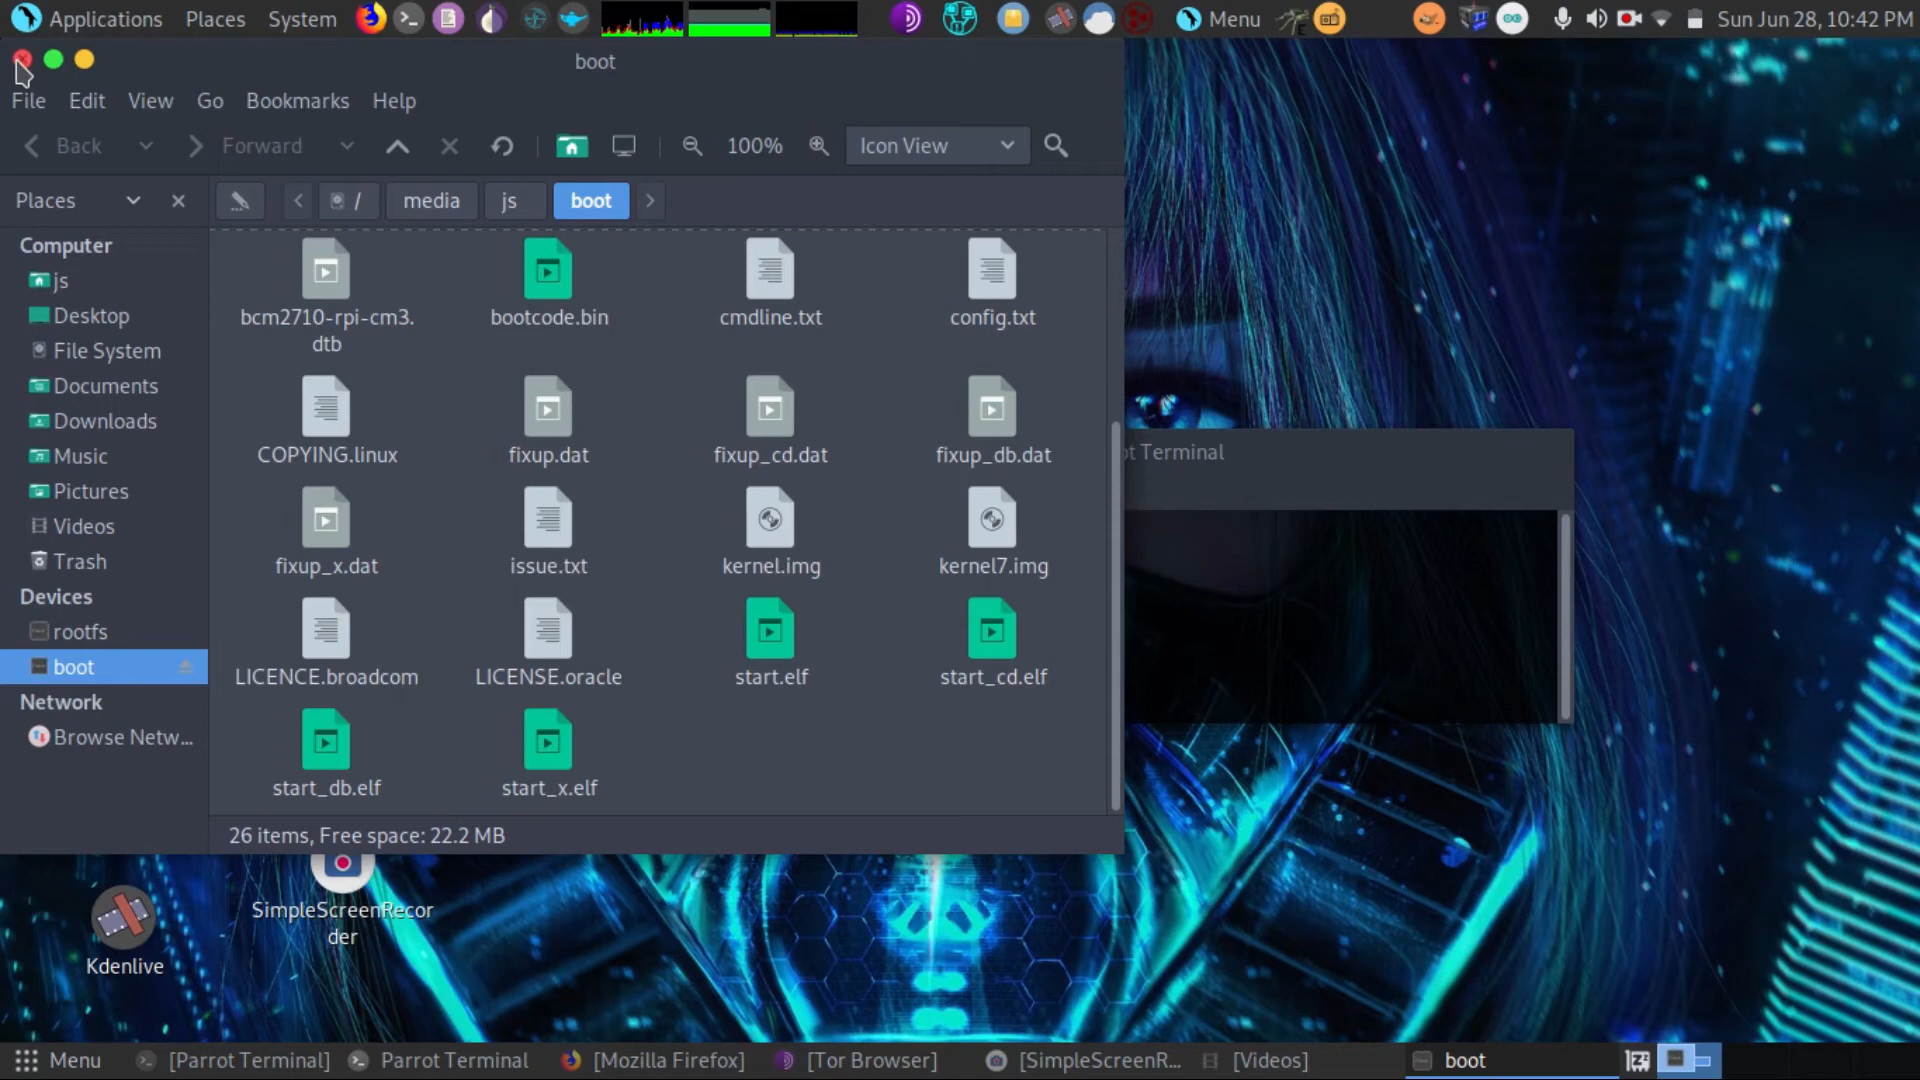 Applications Places System Menu Sun Jun 28, 10:42 PM
boot
File Edit View Go Bookmarks Help
Back Forward 100% Icon View
Places / media js boot
Computer
js
Desktop
File System
Documents
Downloads
Music
Pictures
Videos
Trash
Devices
rootfs
boot
Network
Browse Netw...
bcm2710-rpi-cm3.
dtb
bootcode.bin
cmdline.txt
config.txt
COPYING.linux
fixup.dat
fixup_cd.dat
fixup_db.dat
fixup_x.dat
issue.txt
kernel.img
kernel7.img
LICENCE.broadcom
LICENSE.oracle
start.elf
start_cd.elf
start_db.elf
start_x.elf
26 items, Free space: 22.2 MB
Terminal
Kdenlive
SimpleScreenRecor
der
Menu [Parrot Terminal] Parrot Terminal [Mozilla Firefox] [Tor Browser] [SimpleScreenR... [Videos] boot